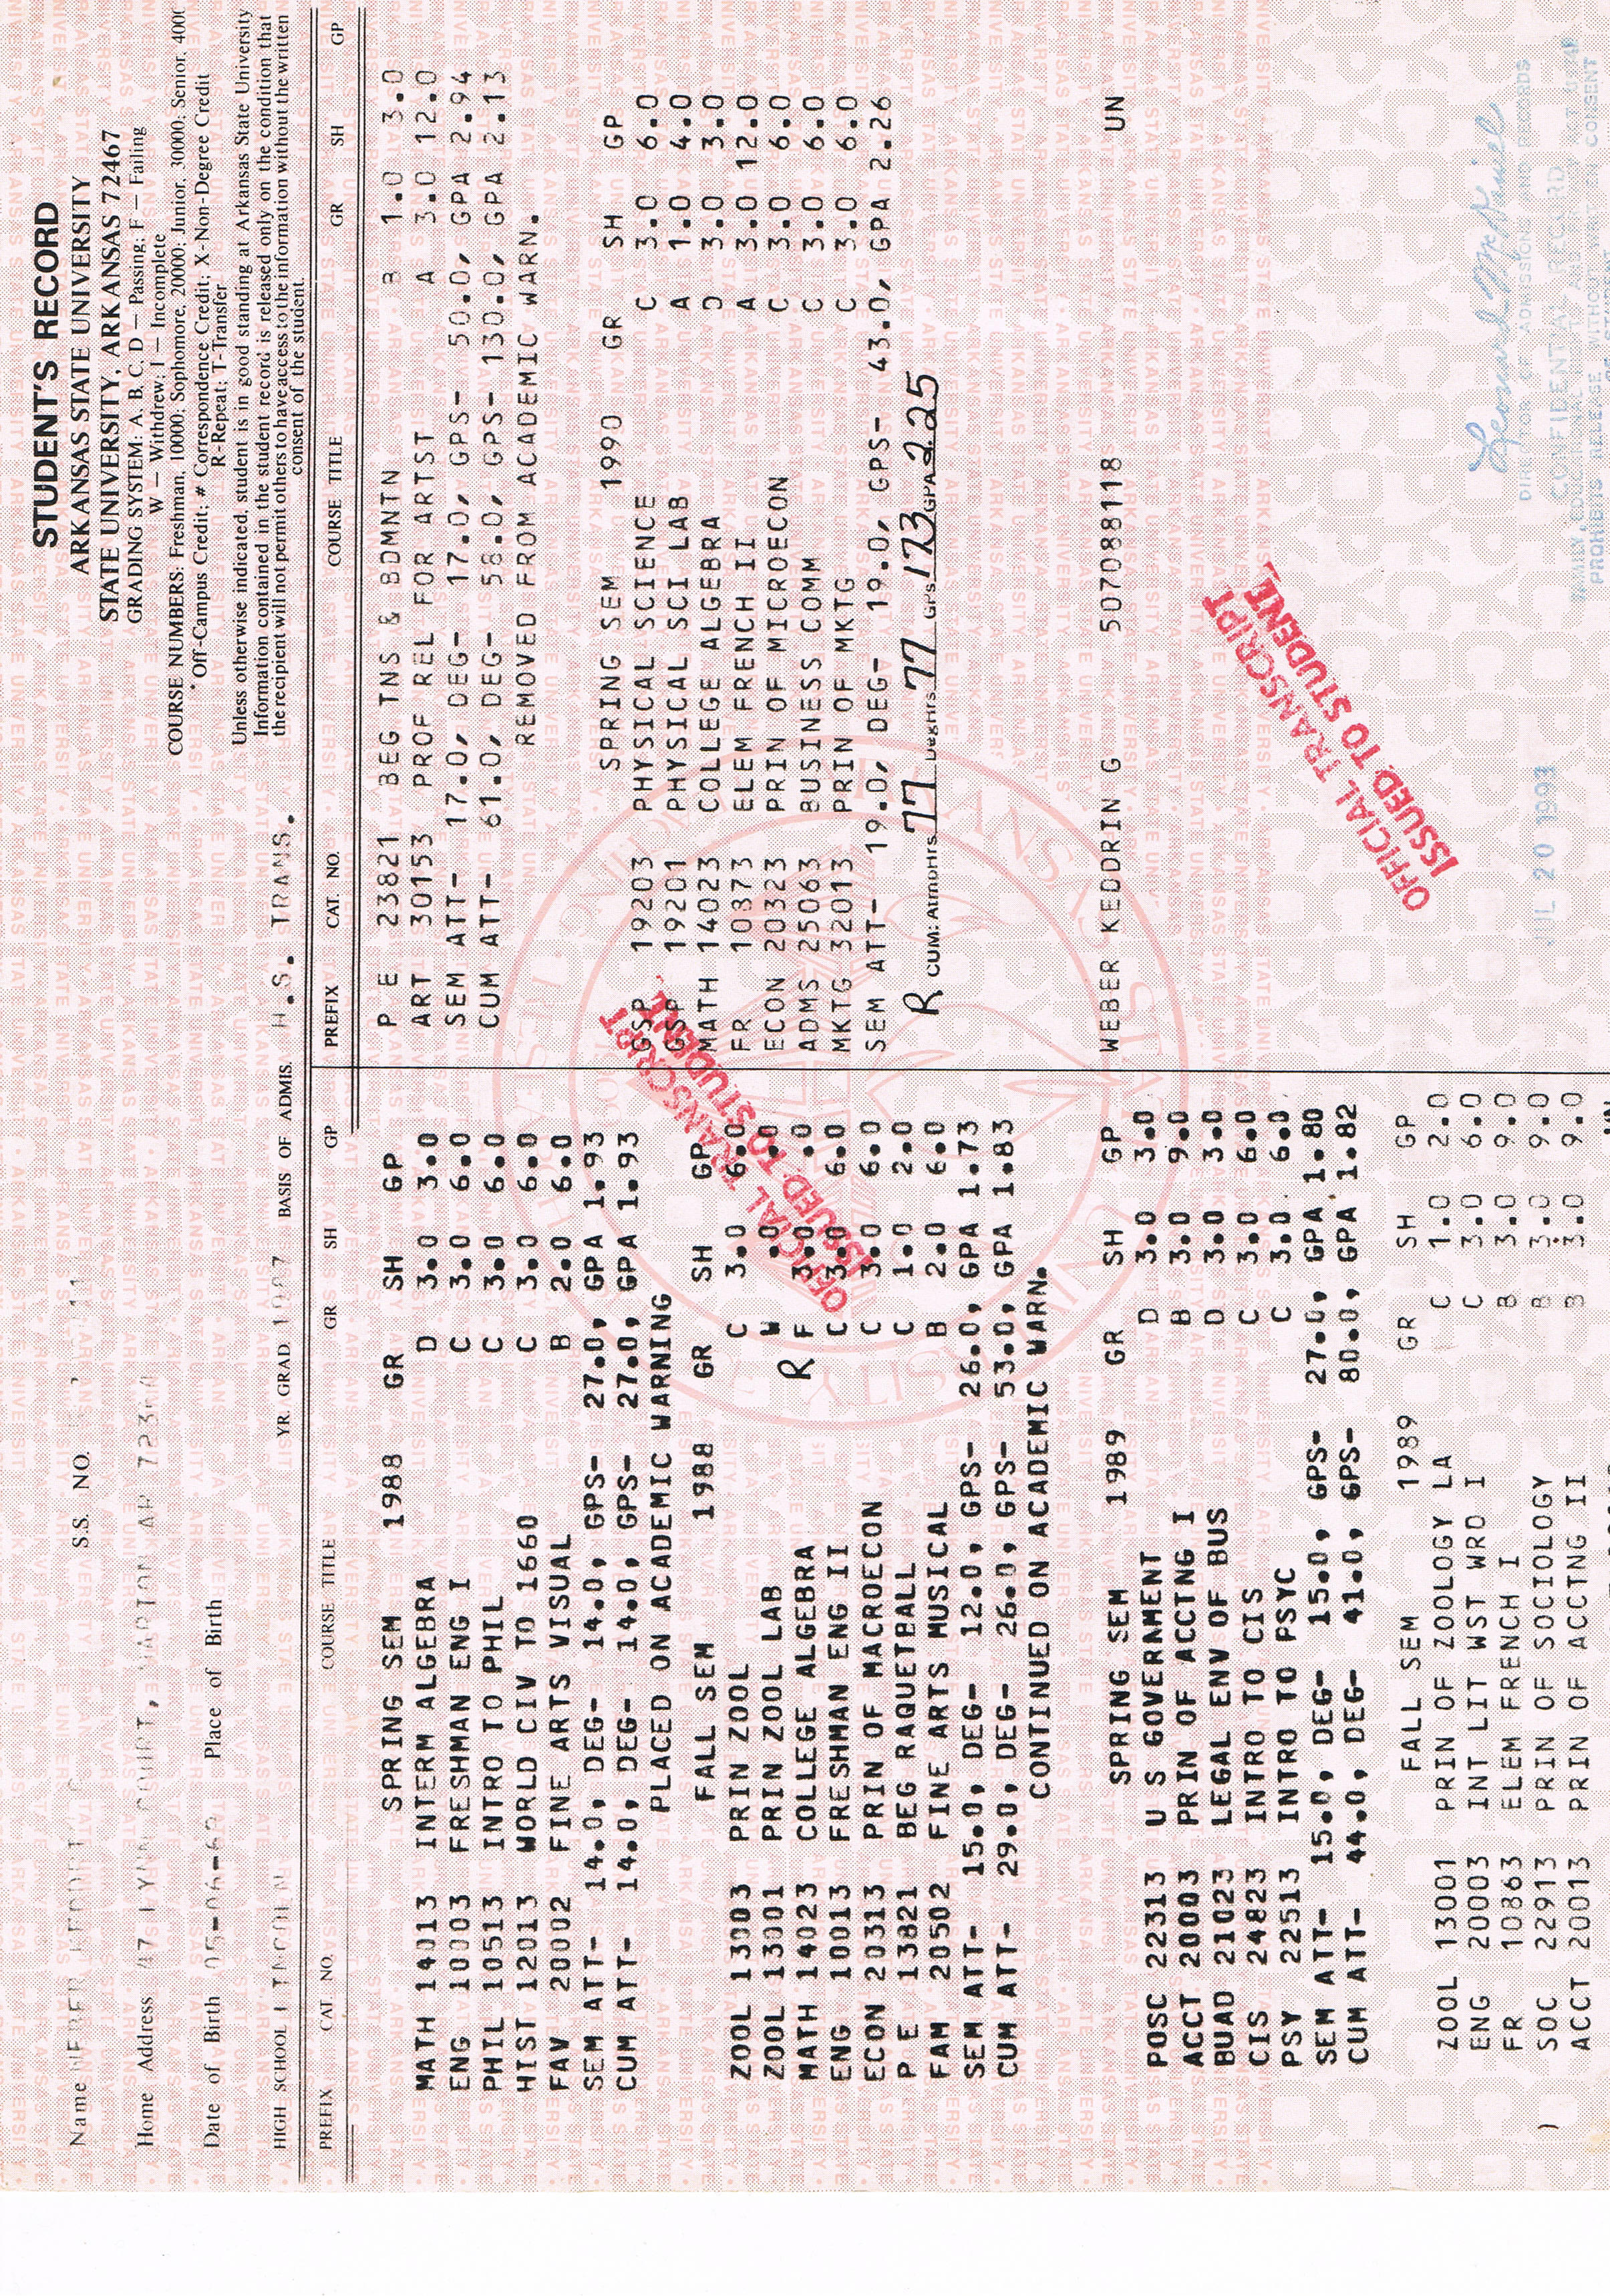 STUDENT'S RECORD
ARKANSAS STATE UNIVERSITY
STATE UNIVERSITY, ARKANSAS 72467
GRADING SYSTEM: A, B, C, D — Passing; F — Failing
W — Withdrew; I — Incomplete
COURSE NUMBERS: Freshman, 10000; Sophomore, 20000; Junior, 30000; Senior, 4000
*Off-Campus Credit; # Correspondence Credit; X-Non-Degree Credit
R-Repeat; T-Transfer
Unless otherwise indicated, student is in good standing at Arkansas State University
Information contained in the student record is released only on the condition that
the recipient will not permit others to have access to the information without the written
consent of the student.
Name WEBER KEDDRI G S.S. NO.
Home Address COURT, AR
Date of Birth Place of Birth
HIGH SCHOOL YR. GRAD. BASIS OF ADMIS. H.S. TRANS.
PREFIX CAT. NO. COURSE TITLE GR SH GP
SPRING SEM 1988 GR SH GP
MATH 14013 INTERM ALGEBRA D 3.0 3.0
ENG 10003 FRESHMAN ENG I C 3.0 6.0
PHIL 10513 INTRO TO PHIL C 3.0 6.0
HIST 12013 WORLD CIV TO 1660 C 3.0 6.0
FAV 20002 FINE ARTS VISUAL B 2.0 6.0
SEM ATT- 14.0, DEG- 14.0, GPS- 27.0, GPA 1.93
CUM ATT- 14.0, DEG- 14.0, GPS- 27.0, GPA 1.93
PLACED ON ACADEMIC WARNING
FALL SEM 1988 GR SH GP
ZOOL 13003 PRIN ZOOL C 3.0 6.0
ZOOL 13001 PRIN ZOOL LAB W .0 .0
MATH 14023 COLLEGE ALGEBRA R F 3.0 .0
ENG 10013 FRESHMAN ENG II C 3.0 6.0
ECON 20313 PRIN OF MACROECON C 3.0 6.0
P E 13821 BEG RAQUETBALL C 1.0 2.0
FAM 20502 FINE ARTS MUSICAL B 2.0 6.0
SEM ATT- 15.0, DEG- 12.0, GPS- 26.0, GPA 1.73
CUM ATT- 29.0, DEG- 26.0, GPS- 53.0, GPA 1.83
CONTINUED ON ACADEMIC WARN.
SPRING SEM 1989 GR SH GP
POSC 22313 U S GOVERNMENT D 3.0 3.0
ACCT 20003 PRIN OF ACCTNG I B 3.0 9.0
BUAD 21023 LEGAL ENV OF BUS D 3.0 3.0
CIS 24823 INTRO TO CIS C 3.0 6.0
PSY 22513 INTRO TO PSYC C 3.0 6.0
SEM ATT- 15.0, DEG- 15.0, GPS- 27.0, GPA 1.80
CUM ATT- 44.0, DEG- 41.0, GPS- 80.0, GPA 1.82
FALL SEM 1989 GR SH GP
ZOOL 13001 PRIN OF ZOOLOGY LA C 1.0 2.0
ENG 20003 INT LIT WST WRD I C 3.0 6.0
FR 10863 ELEM FRENCH I B 3.0 9.0
SOC 22913 PRIN OF SOCIOLOGY B 3.0 9.0
ACCT 20013 PRIN OF ACCTNG II B 3.0 9.0
PREFIX CAT. NO. COURSE TITLE GR SH GP
P E 23821 BEG TNS & BDMNTN B 1.0 3.0
ART 30153 PROF REL FOR ARTST A 3.0 12.0
SEM ATT- 17.0, DEG- 17.0, GPS- 50.0, GPA 2.94
CUM ATT- 61.0, DEG- 58.0, GPS- 130.0, GPA 2.13
REMOVED FROM ACADEMIC WARN.
SPRING SEM 1990 GR SH GP
GSP 19203 PHYSICAL SCIENCE C 3.0 6.0
GSP 19201 PHYSICAL SCI LAB A 1.0 4.0
MATH 14023 COLLEGE ALGEBRA D 3.0 3.0
FR 10873 ELEM FRENCH II A 3.0 12.0
ECON 20323 PRIN OF MICROECON C 3.0 6.0
ADMS 25063 BUSINESS COMM C 3.0 6.0
MKTG 32013 PRIN OF MKTG C 3.0 6.0
SEM ATT- 19.0, DEG- 19.0, GPS- 43.0, GPA 2.26
R CUM: AtmdHrs 77 DegHrs 77 GPS 173 GPA 2.25
WEBER KEDDRIN G 507088118 UN
OFFICIAL TRANSCRIPT
ISSUED TO STUDENT
OFFICIAL TRANSCRIPT
ISSUED TO STUDENT
JUL 20 1993
Leonard McDaniel
DIRECTOR OF ADMISSIONS AND RECORDS
CONFIDENTIAL RECORD
PROHIBITS RELEASE WITHOUT WRITTEN CONSENT
OF STUDENT